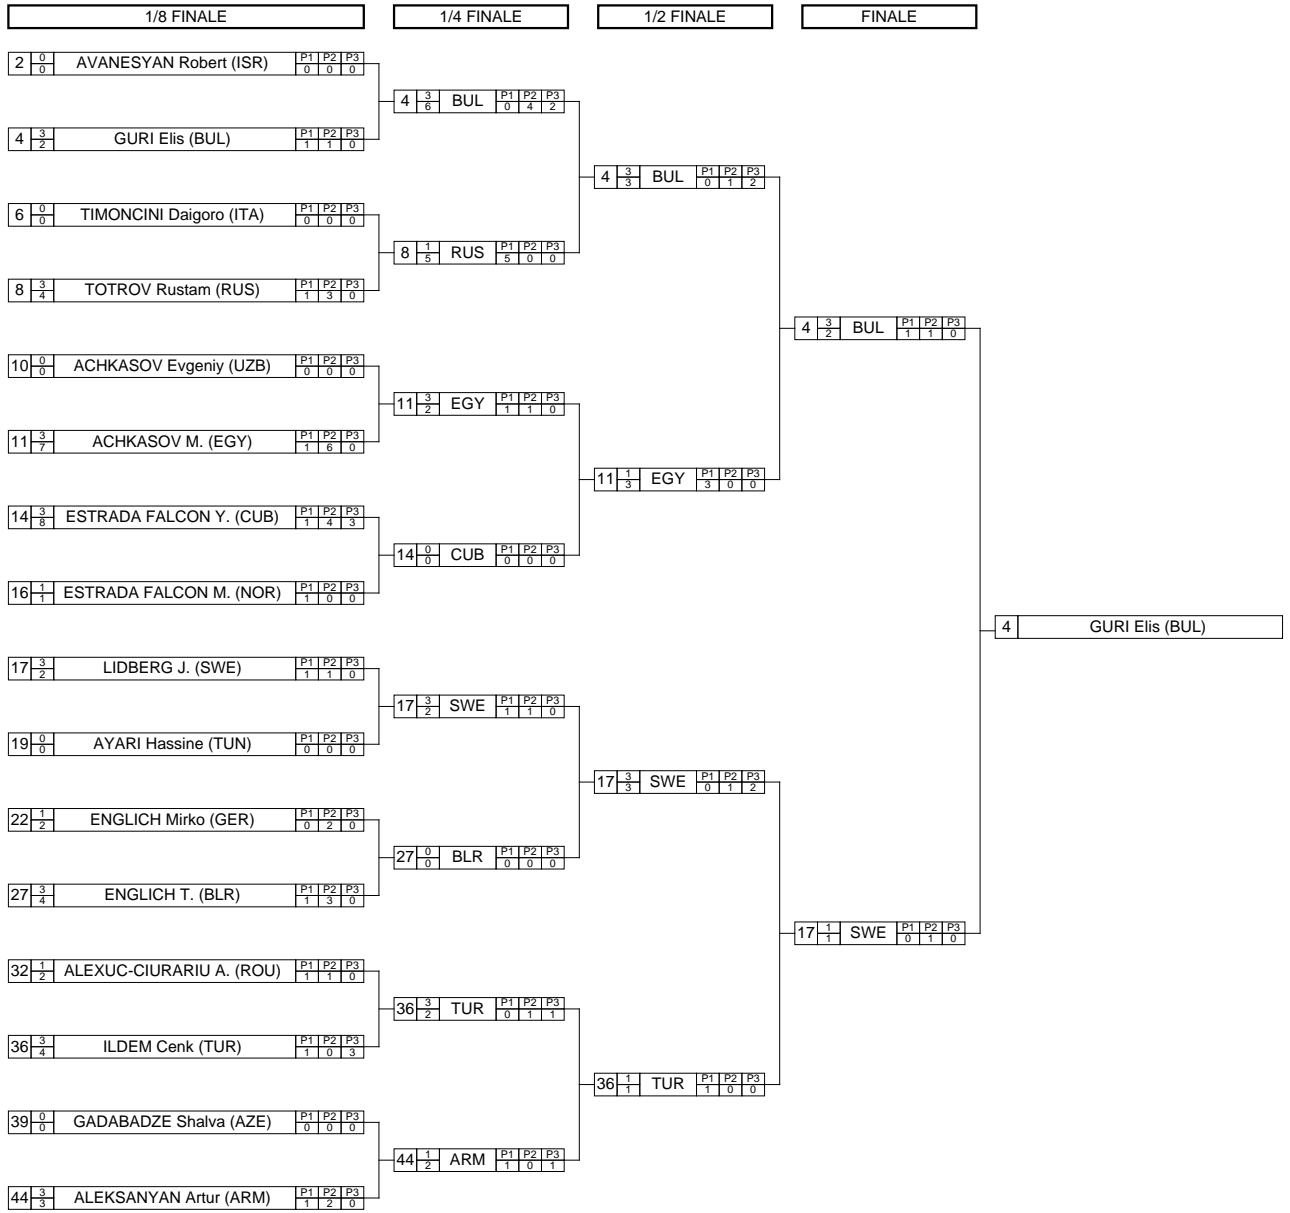 1/8 FINALE 1/4 FINALE 1/2 FINALE FINALE
2 0 0 AVANESYAN Robert (ISR) P1 P2 P3 0 0 0
4 3 6 BUL P1 P2 P3 0 4 2
4 3 2 GURI Elis (BUL) P1 P2 P3 1 1 0
4 3 3 BUL P1 P2 P3 0 1 2
6 0 0 TIMONCINI Daigoro (ITA) P1 P2 P3 0 0 0
8 1 5 RUS P1 P2 P3 5 0 0
8 3 4 TOTROV Rustam (RUS) P1 P2 P3 1 3 0
4 3 2 BUL P1 P2 P3 1 1 0
10 0 0 ACHKASOV Evgeniy (UZB) P1 P2 P3 0 0 0
11 3 2 EGY P1 P2 P3 1 1 0
11 3 7 ACHKASOV M. (EGY) P1 P2 P3 1 6 0
11 1 3 EGY P1 P2 P3 3 0 0
14 3 8 ESTRADA FALCON Y. (CUB) P1 P2 P3 1 4 3
14 0 0 CUB P1 P2 P3 0 0 0
16 1 1 ESTRADA FALCON M. (NOR) P1 P2 P3 1 0 0
4 GURI Elis (BUL)
17 3 2 LIDBERG J. (SWE) P1 P2 P3 1 1 0
17 3 2 SWE P1 P2 P3 1 1 0
19 0 0 AYARI Hassine (TUN) P1 P2 P3 0 0 0
17 3 3 SWE P1 P2 P3 0 1 2
22 1 2 ENGLICH Mirko (GER) P1 P2 P3 0 2 0
27 0 0 BLR P1 P2 P3 0 0 0
27 3 4 ENGLICH T. (BLR) P1 P2 P3 1 3 0
17 1 1 SWE P1 P2 P3 0 1 0
32 1 2 ALEXUC-CIURARIU A. (ROU) P1 P2 P3 1 1 0
36 3 2 TUR P1 P2 P3 0 1 1
36 3 4 ILDEM Cenk (TUR) P1 P2 P3 1 0 3
36 1 1 TUR P1 P2 P3 1 0 0
39 0 0 GADABADZE Shalva (AZE) P1 P2 P3 0 0 0
44 1 2 ARM P1 P2 P3 1 0 1
44 3 3 ALEKSANYAN Artur (ARM) P1 P2 P3 1 2 0